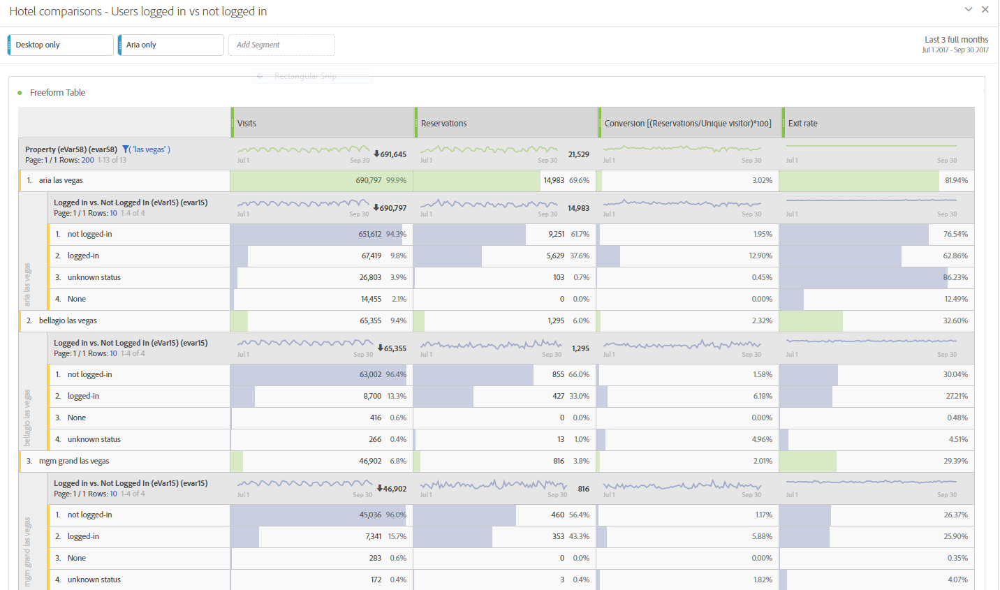 Hotel comparisons - Users logged in vs not logged in
Desktop only Aria only Add Segment
Last 3 full months
Jul 1 2017 - Sep 30 2017
Rectangular Snip
Freeform Table
Visits Reservations Conversion [(Reservations/Unique visitor)*100] Exit rate
Property (eVar58) (evar58) ( 'las vegas' )
Page: 1 / 1 Rows: 200 1-13 of 13
Jul 1 Sep 30 691,645 Jul 1 Sep 30 21,529 Jul 1 Sep 30 Jul 1 Sep 30
1. aria las vegas 690,797 99.9% 14,983 69.6% 3.02% 81.94%
aria las vegas
Logged in vs. Not Logged In (eVar15) (evar15)
Page: 1 / 1 Rows: 10 1-4 of 4
Jul 1 Sep 30 690,797 Jul 1 Sep 30 14,983 Jul 1 Sep 30 Jul 1 Sep 30
1. not logged-in 651,612 94.3% 9,251 61.7% 1.95% 76.54%
2. logged-in 67,419 9.8% 5,629 37.6% 12.90% 62.86%
3. unknown status 26,803 3.9% 103 0.7% 0.45% 86.23%
4. None 14,455 2.1% 0 0.0% 0.00% 12.49%
2. bellagio las vegas 65,355 9.4% 1,295 6.0% 2.32% 32.60%
bellagio las vegas
Logged in vs. Not Logged In (eVar15) (evar15)
Page: 1 / 1 Rows: 10 1-4 of 4
Jul 1 Sep 30 65,355 Jul 1 Sep 30 1,295 Jul 1 Sep 30 Jul 1 Sep 30
1. not logged-in 63,002 96.4% 855 66.0% 1.58% 30.04%
2. logged-in 8,700 13.3% 427 33.0% 6.18% 27.21%
3. None 416 0.6% 0 0.0% 0.00% 0.48%
4. unknown status 266 0.4% 13 1.0% 4.96% 4.51%
3. mgm grand las vegas 46,902 6.8% 816 3.8% 2.01% 29.39%
mgm grand las vegas
Logged in vs. Not Logged In (eVar15) (evar15)
Page: 1 / 1 Rows: 10 1-4 of 4
Jul 1 Sep 30 46,902 Jul 1 Sep 30 816 Jul 1 Sep 30 Jul 1 Sep 30
1. not logged-in 45,036 96.0% 460 56.4% 1.17% 26.37%
2. logged-in 7,341 15.7% 353 43.3% 5.88% 25.90%
3. None 283 0.6% 0 0.0% 0.00% 0.35%
4. unknown status 172 0.4% 3 0.4% 1.82% 4.07%